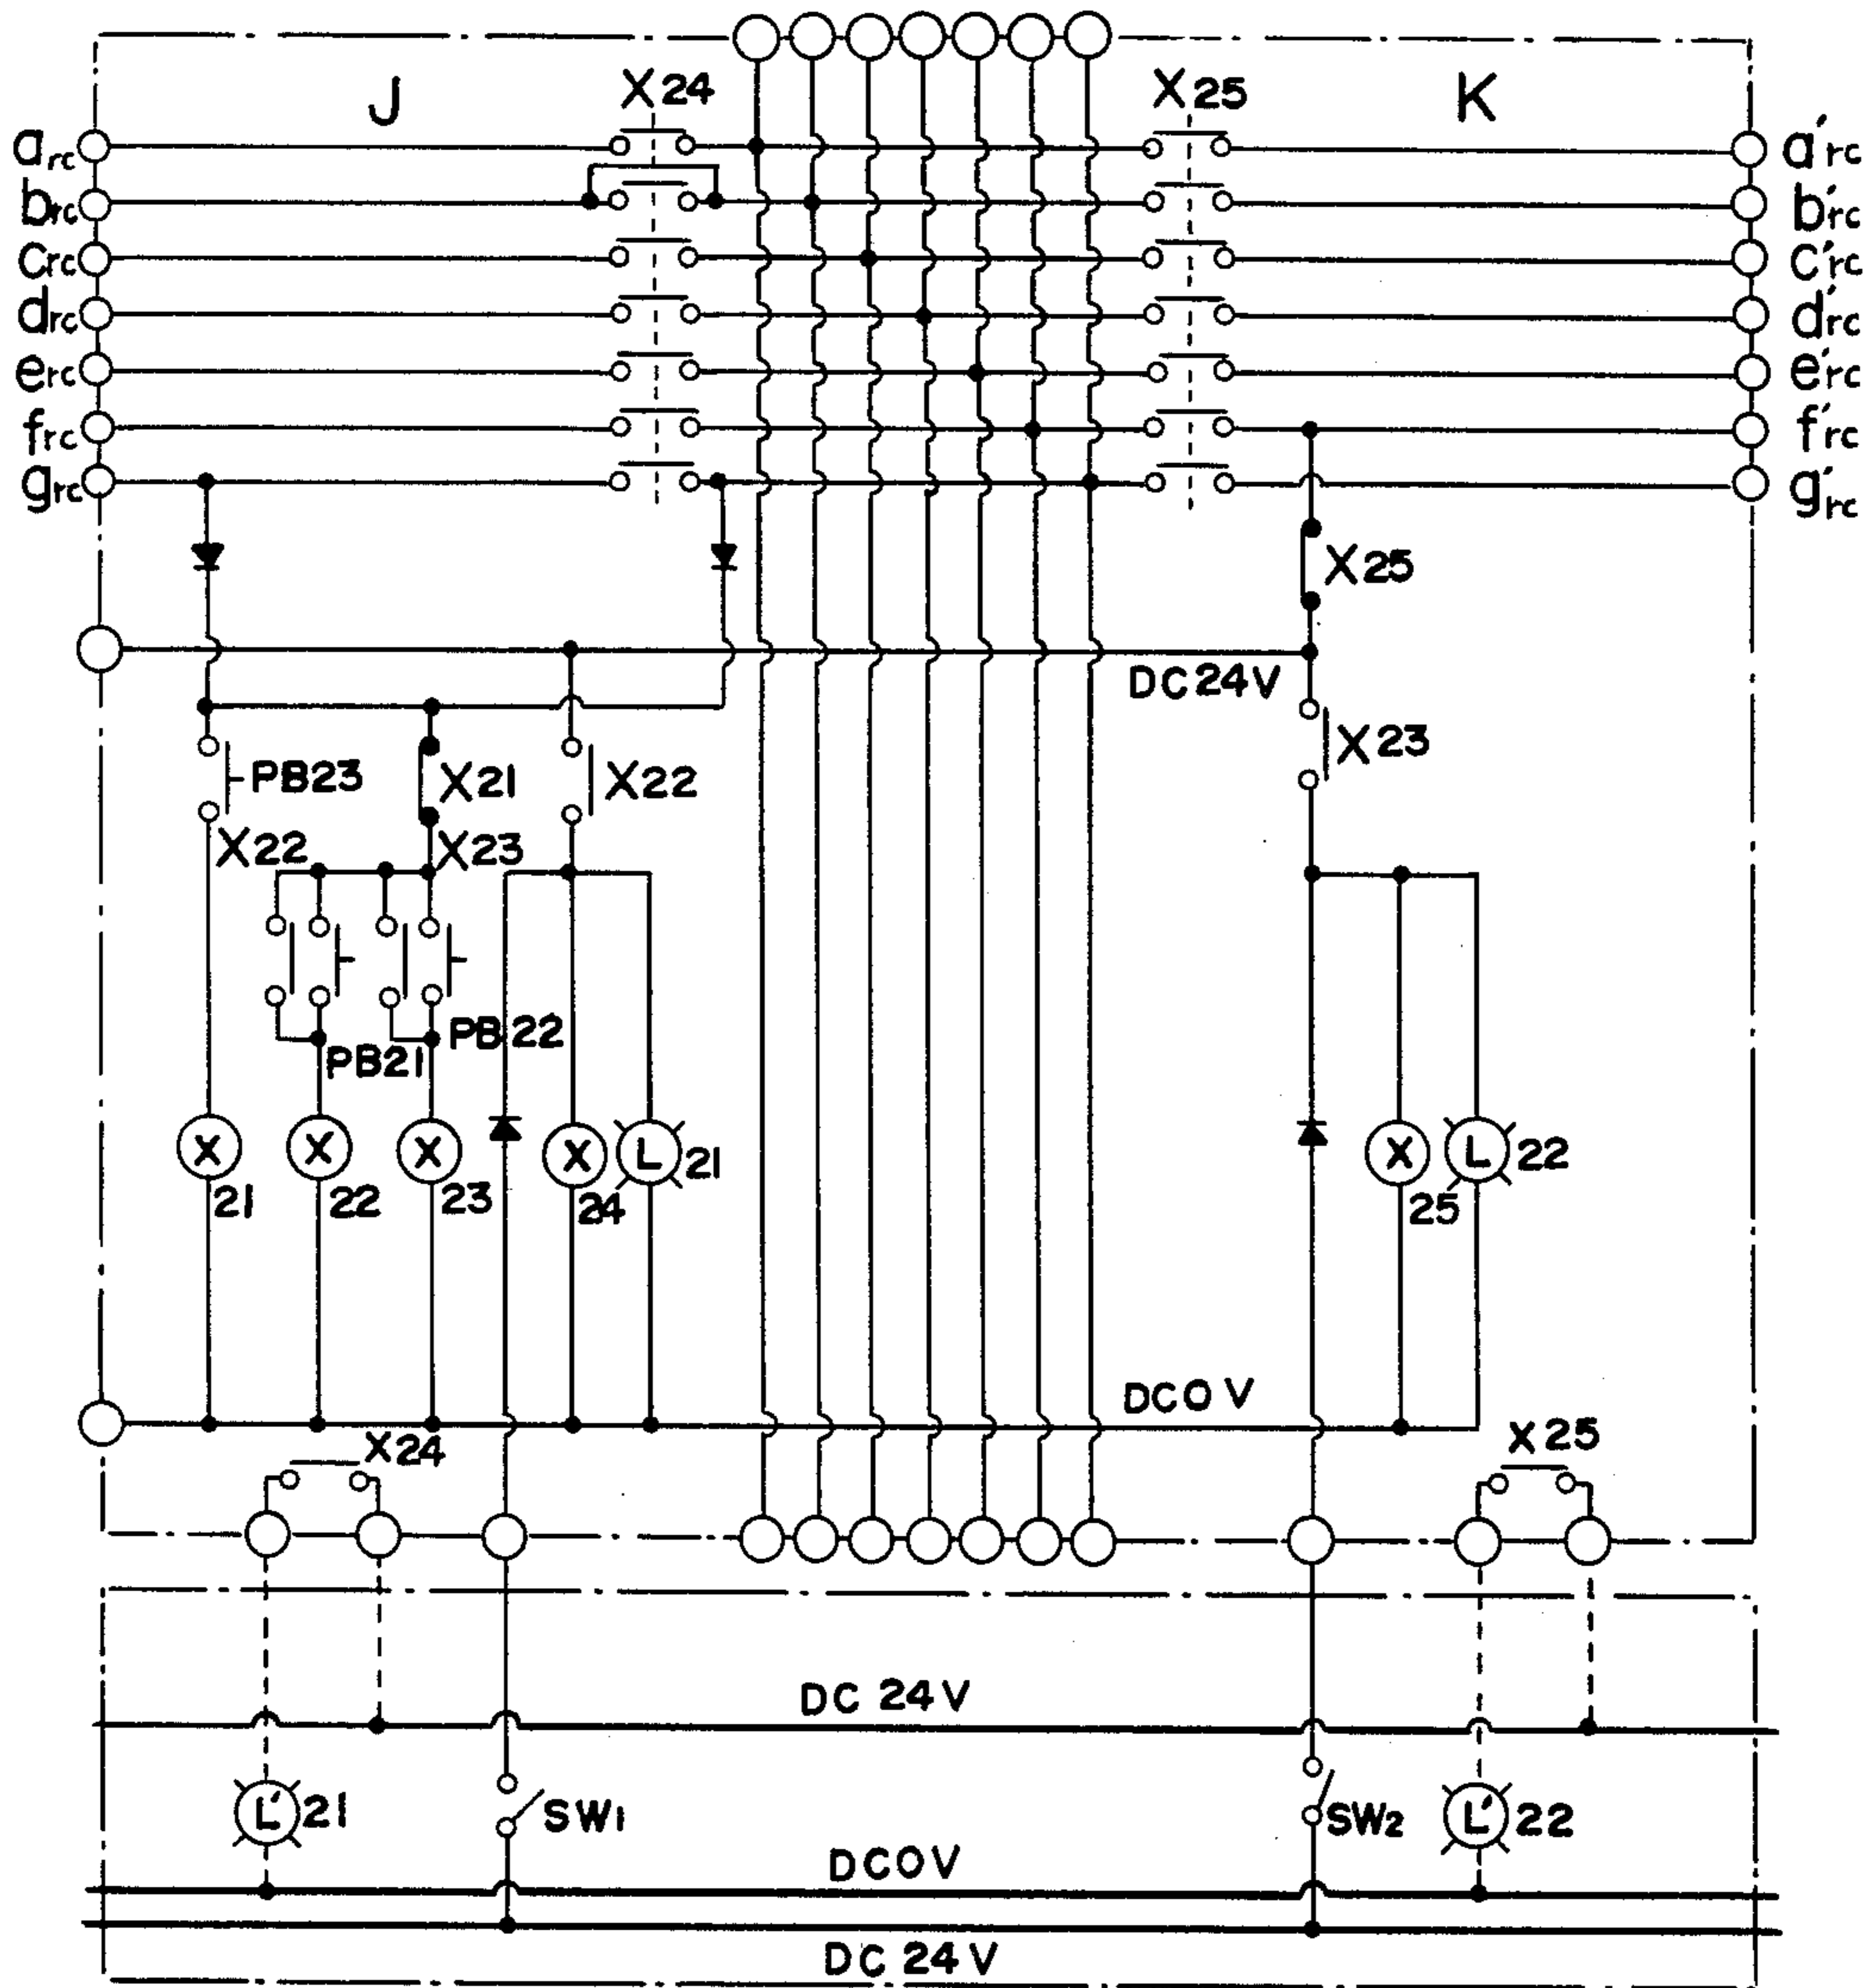 J
X24
X25
K
arc
a'rc
brc
b'rc
crc
c'rc
drc
d'rc
erc
e'rc
frc
f'rc
grc
g'rc
X25
DC24V
PB23
X21
X22
X23
X22
X23
PB21
PB22
X
21
X
22
X
23
X
24
L
21
X
25
L
22
DC0V
X24
X25
DC 24V
L'
21
SW1
SW2
L'
22
DC0V
DC 24V